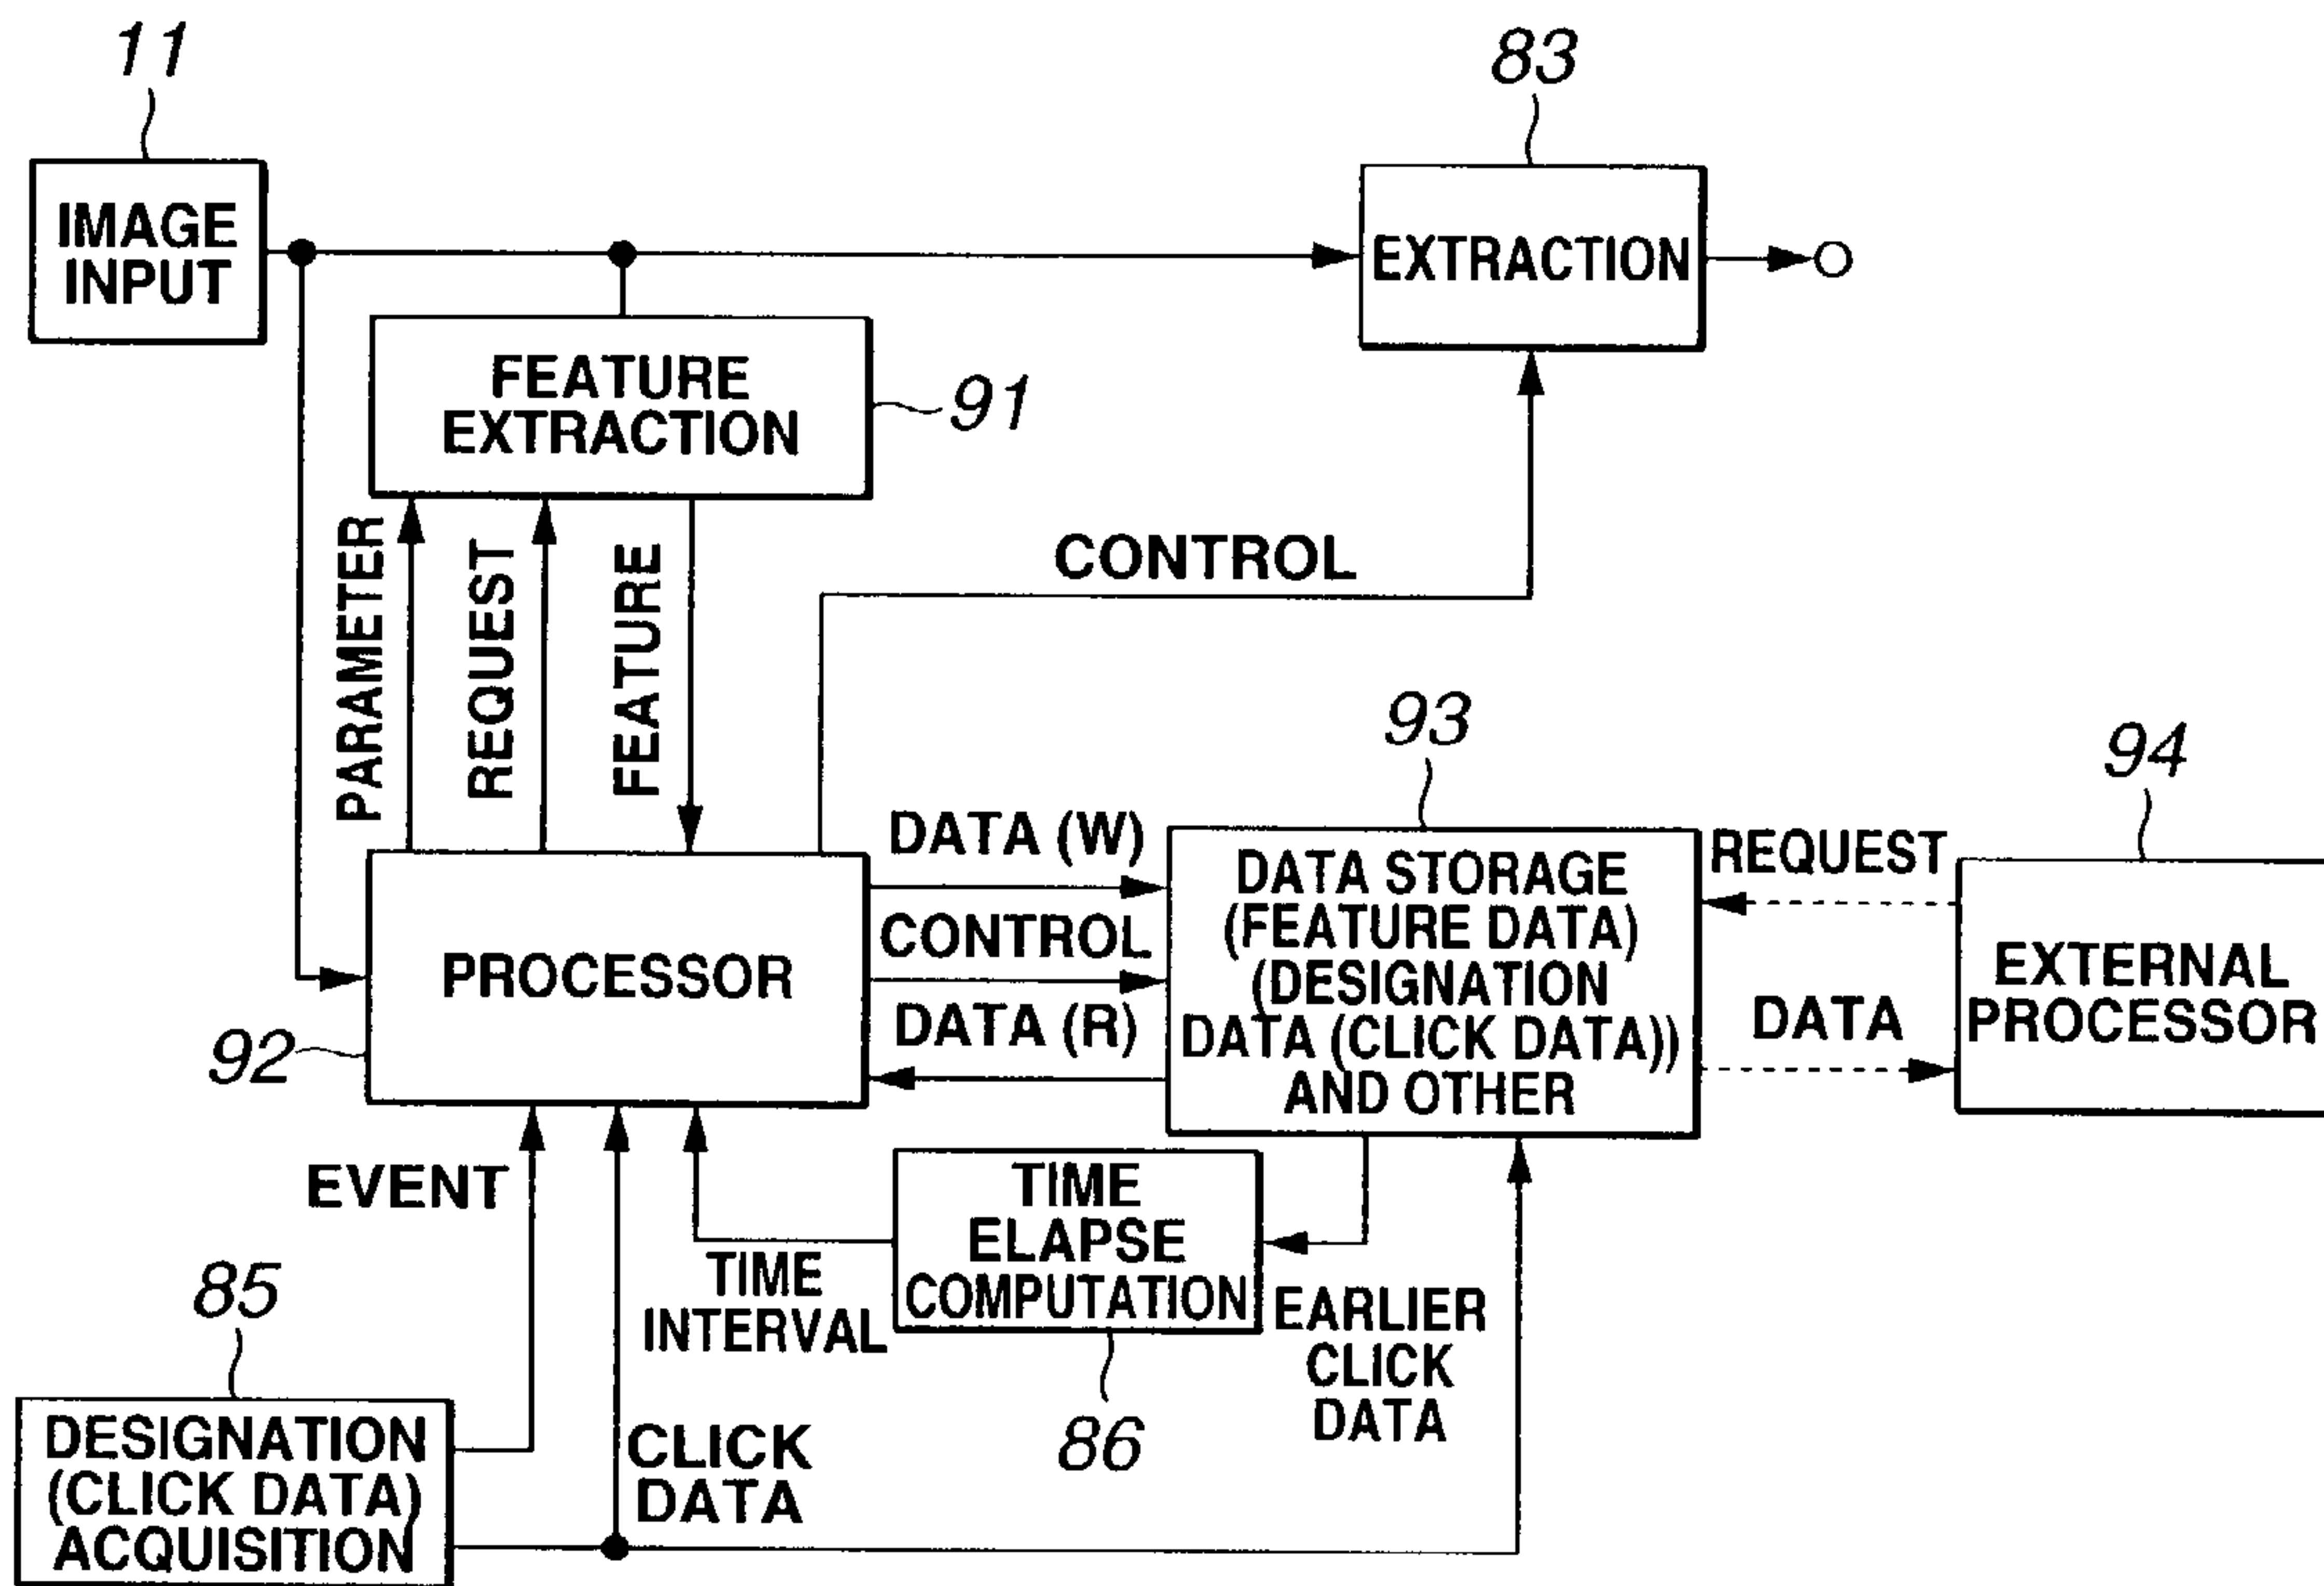 11
83
IMAGE
INPUT
EXTRACTION
FEATURE
EXTRACTION
91
PARAMETER
REQUEST
FEATURE
CONTROL
93
94
DATA (W)
CONTROL
DATA (R)
PROCESSOR
92
DATA STORAGE
(FEATURE DATA)
(DESIGNATION
DATA (CLICK DATA))
AND OTHER
REQUEST
DATA
EXTERNAL
PROCESSOR
EVENT
TIME
INTERVAL
TIME
ELAPSE
COMPUTATION
86
EARLIER
CLICK
DATA
85
DESIGNATION
(CLICK DATA)
ACQUISITION
CLICK
DATA